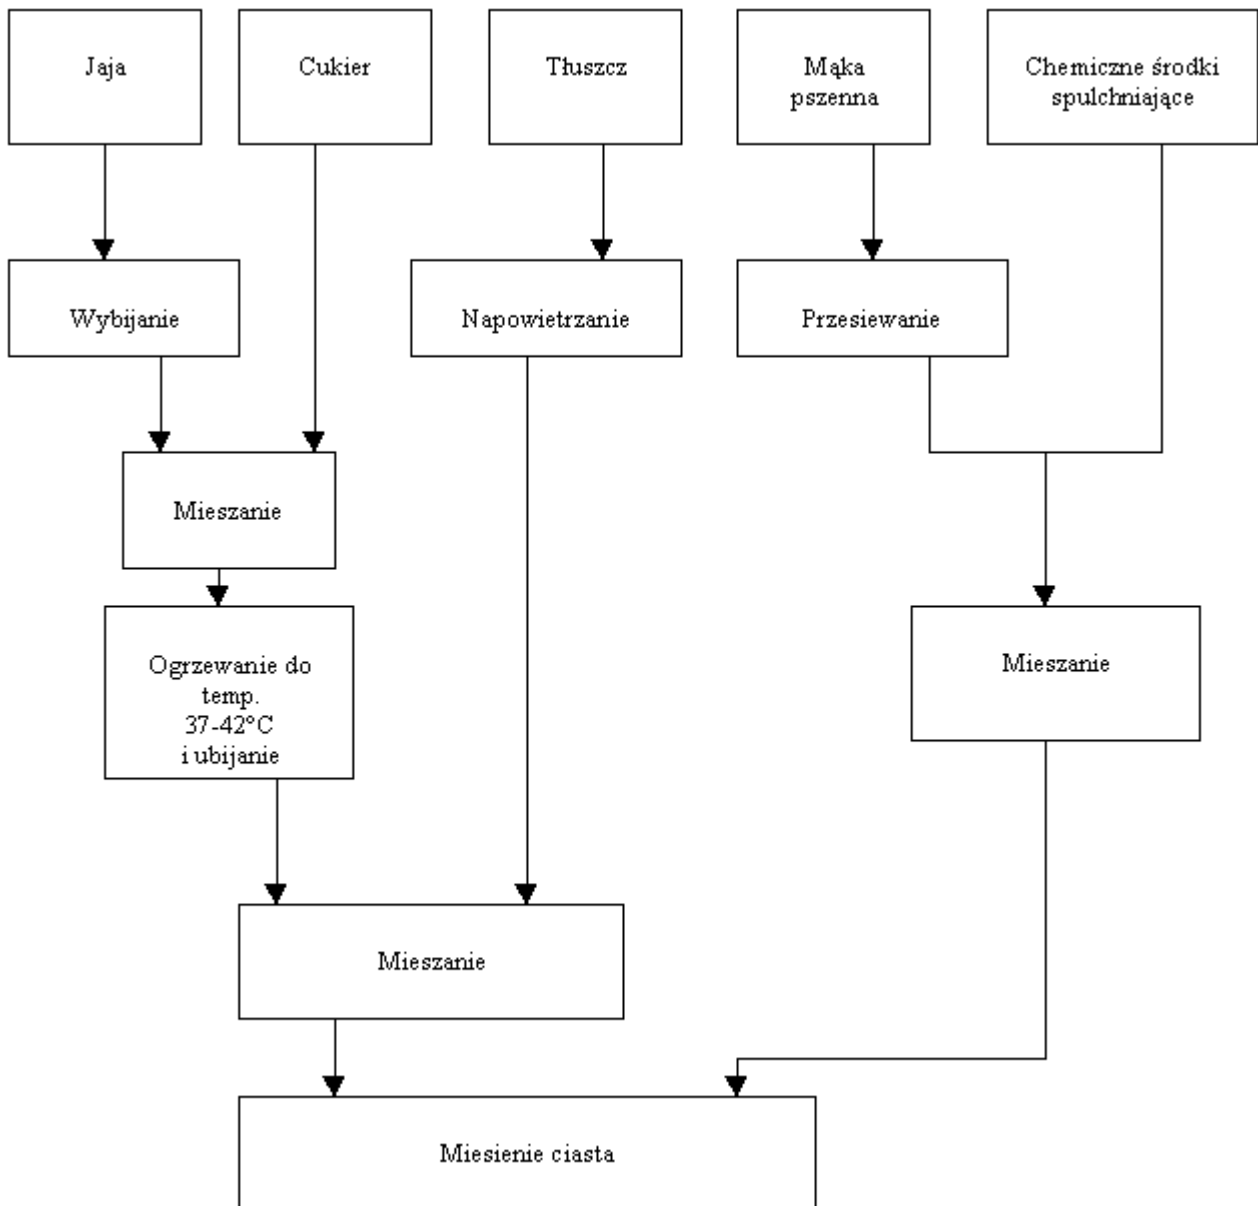 Jaja
Cukier
Tłuszcz
Mąka
pszenna
Chemiczne środki
spulchniające
Wybijanie
Napowietrzanie
Przesiewanie
Mieszanie
Ogrzewanie do
temp.
37-42°C
i ubijanie
Mieszanie
Mieszanie
Miesienie ciasta